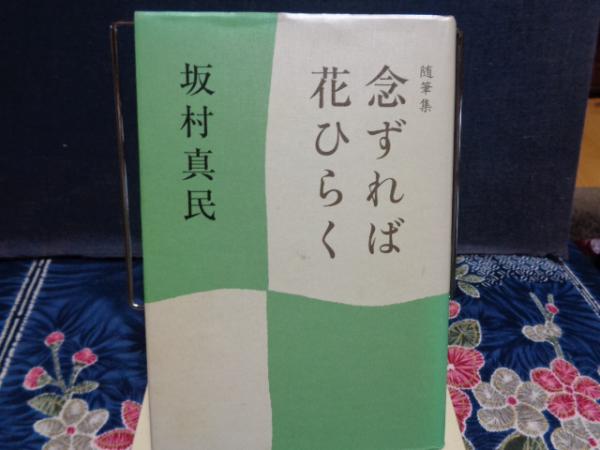 随筆集
念ずれば
花ひらく
坂村真民